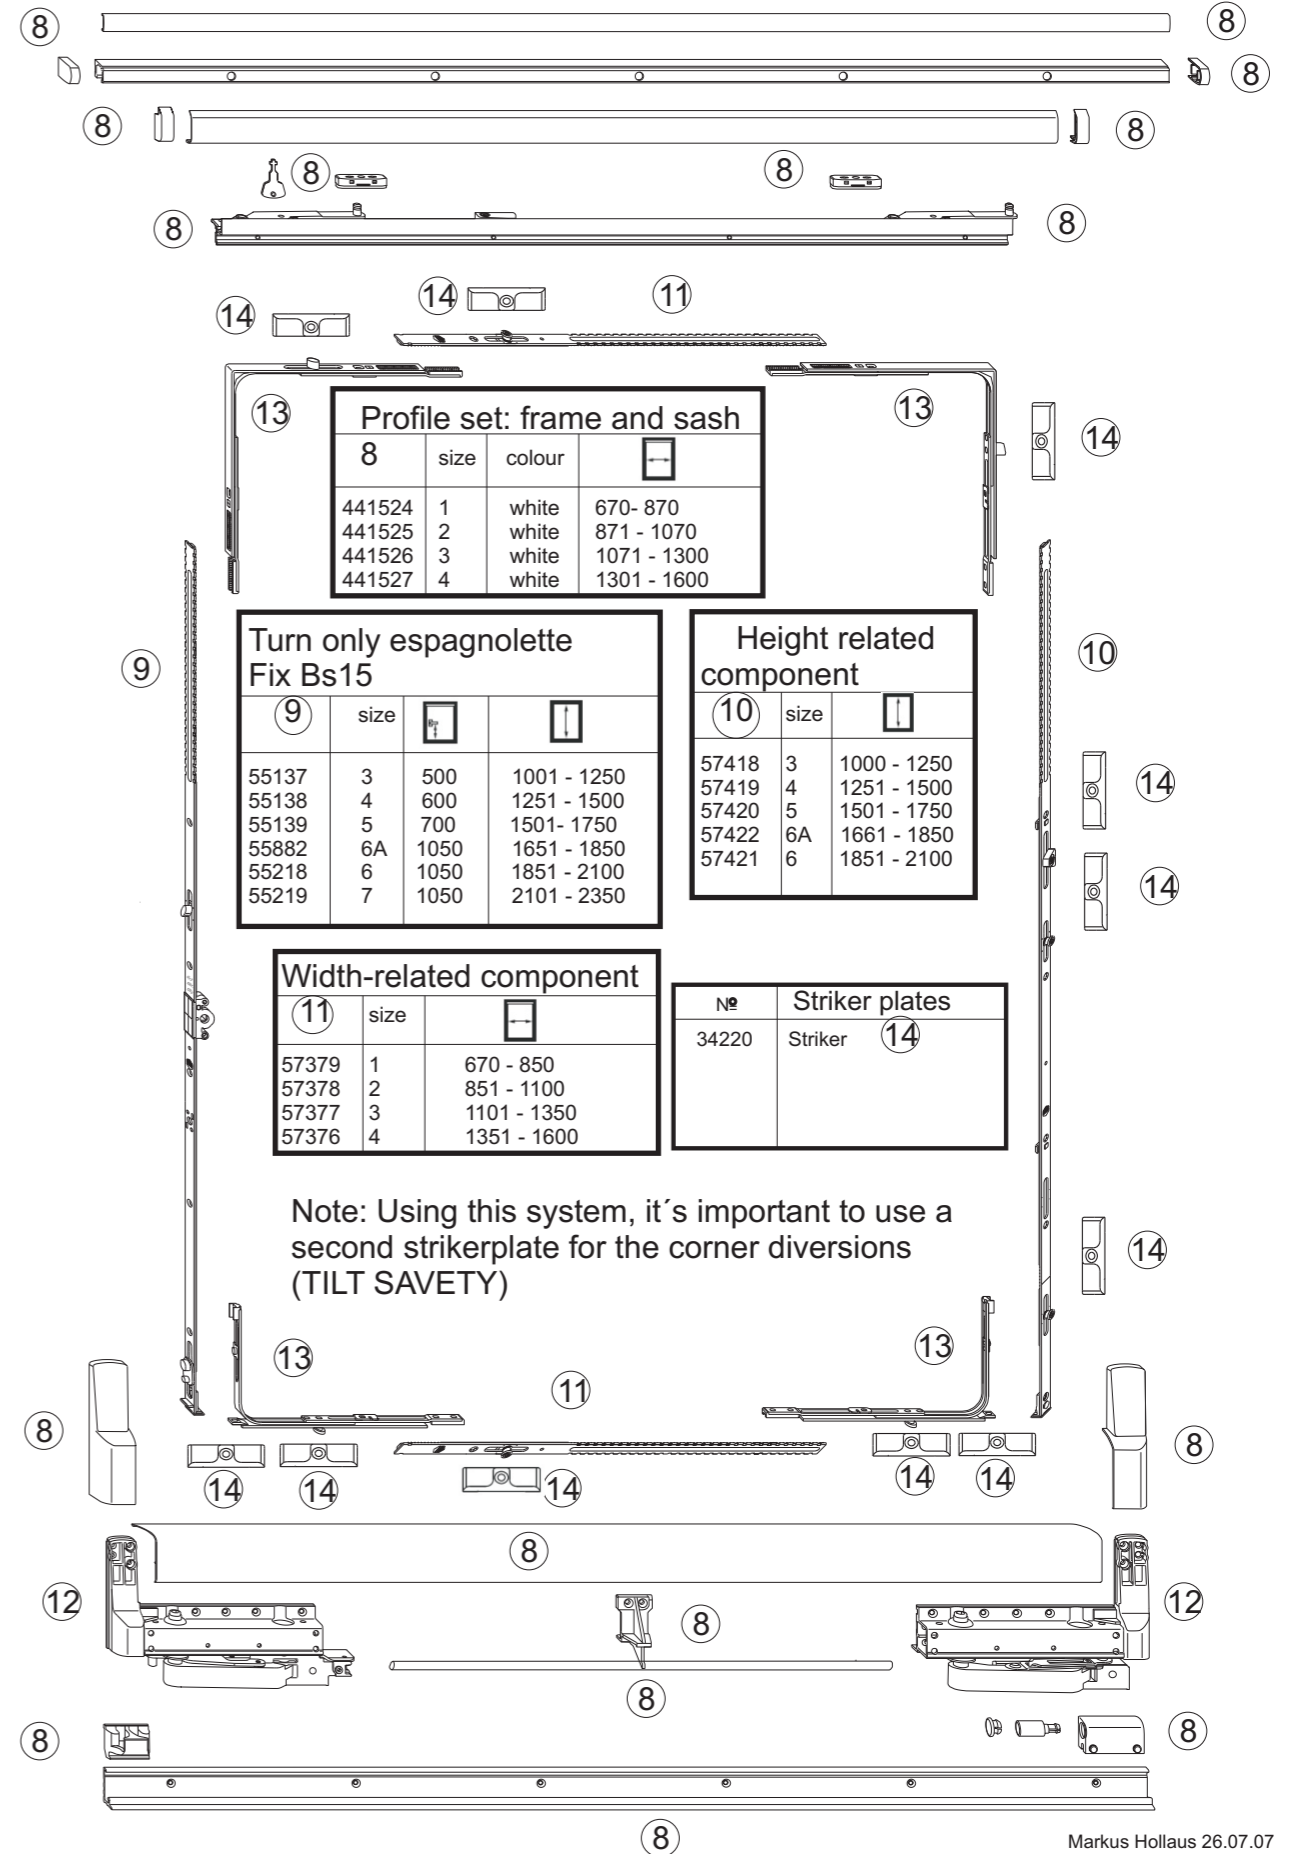 8 8
8
8 8
8 8
8 8
14 11
14
13 13
14
Profile set: frame and sash
8 size colour
441524 1 white 670- 870
441525 2 white 871 - 1070
441526 3 white 1071 - 1300
441527 4 white 1301 - 1600
9 10
Turn only espagnolette
Fix Bs15
9 size
55137 3 500 1001 - 1250
55138 4 600 1251 - 1500
55139 5 700 1501- 1750
55882 6A 1050 1651 - 1850
55218 6 1050 1851 - 2100
55219 7 1050 2101 - 2350
Height related
component
10 size
57418 3 1000 - 1250
57419 4 1251 - 1500
57420 5 1501 - 1750
57422 6A 1661 - 1850
57421 6 1851 - 2100
14
14
Width-related component
11 size
57379 1 670 - 850
57378 2 851 - 1100
57377 3 1101 - 1350
57376 4 1351 - 1600
Nº Striker plates
34220 Striker 14
Note: Using this system, it´s important to use a
second strikerplate for the corner diversions
(TILT SAVETY)
14
13 13
11
8 8
14 14 14 14 14
8
12 12
8
8
8 8
8
Markus Hollaus 26.07.07